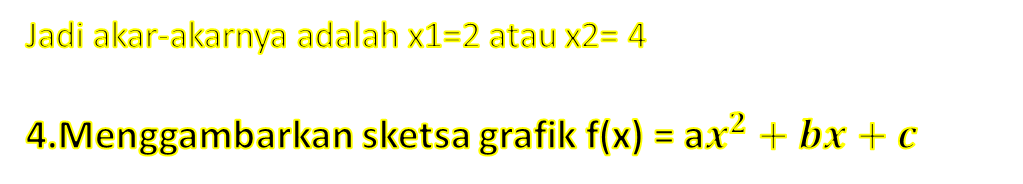 Jadi akar-akarnya adalah x1=2 atau x2= 4
4.Menggambarkan sketsa grafik f(x) = ax² + bx + c